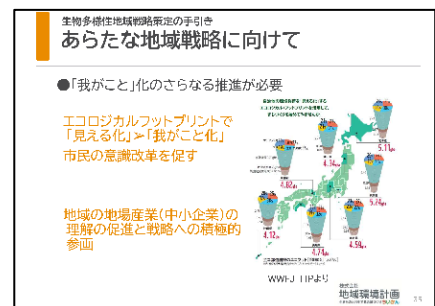 生物多様性地域戦略策定の手引き
あらたな地域戦略に向けて
●「我がこと」化のさらなる推進が必要
エコロジカルフットプリントで
「見える化」➢「我がこと化」
市民の意識改革を促す
地域の地場産業(中小企業)の
理解の促進と戦略への積極的
参画
5.11
4.74
4.62
4.12
4.74
4.59
WWFJ HPより
株式会社
地域環境計画